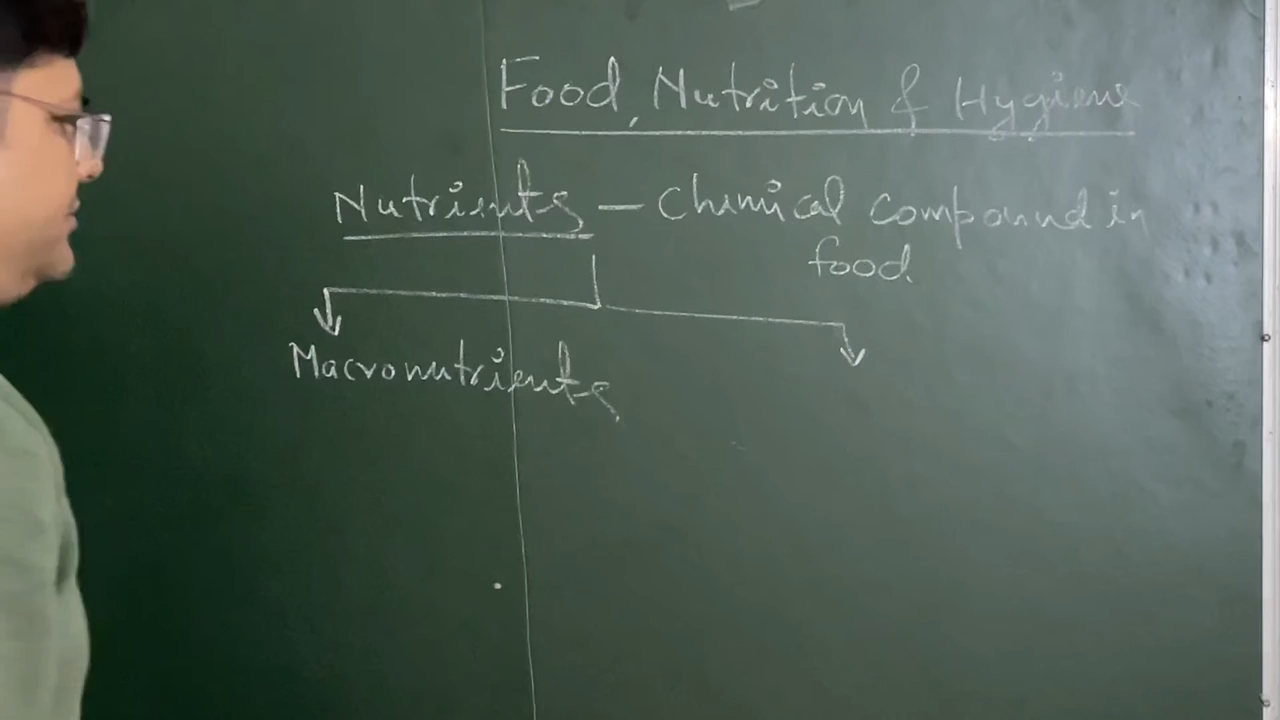 Food, Nutrition & Hygiene
Nutrients – Chemical compound in
food.
Macronutrients